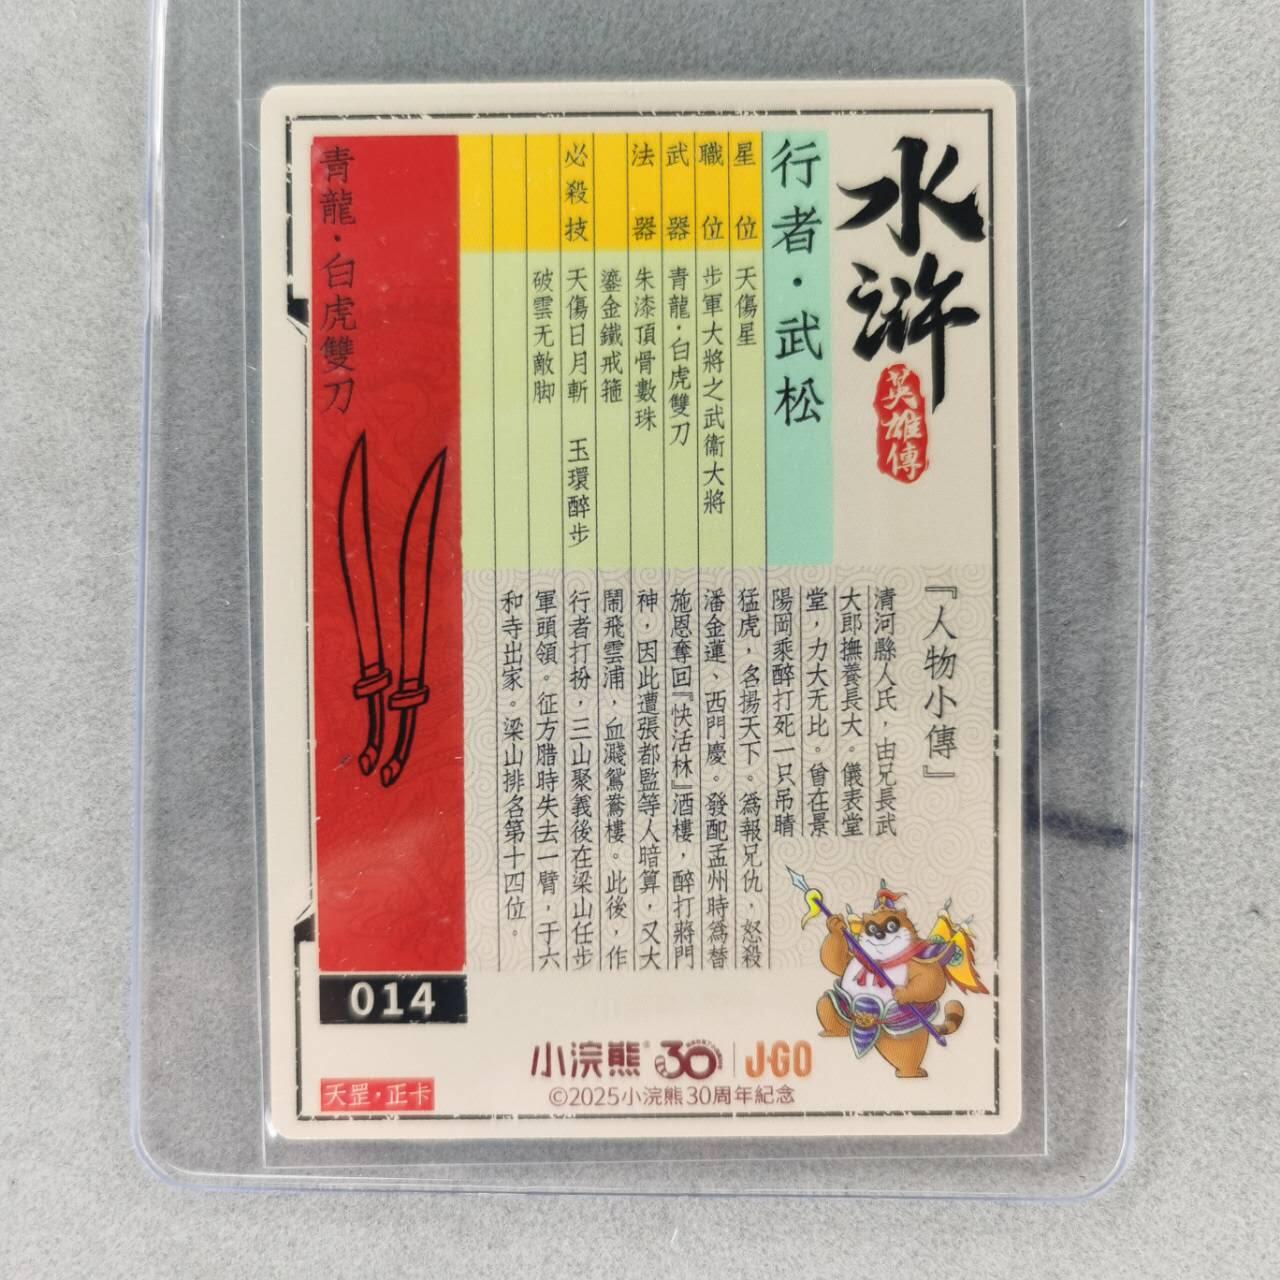 水滸
英雄傳
行者·武松
星位 天傷星
職位 步軍大將之武衞大將
武器 青龍·白虎雙刀
法器 朱漆頂骨數珠
鎏金鐵戒箍
必殺技 天傷日月斬 玉環醉步
破雲无敵脚
『人物小傳』
清河縣人氏，由兄長武
大郎撫養長大。儀表堂
堂，力大无比。曾在景
陽岡乘醉打死一只吊睛
猛虎，名揚天下。爲報兄仇，怒殺
潘金蓮、西門慶。發配孟州時爲替
施恩奪回『快活林』酒樓，醉打蔣門
神，因此遭張都監等人暗算，又大
鬧飛雲浦，血濺鴛鴦樓。此後，作
行者打扮，三山聚義後在梁山任步
軍頭領。征方腊時失去一臂，于六
和寺出家。梁山排名第十四位。
青龍·白虎雙刀
014
天罡·正卡
小浣熊 30 J·GO
©2025小浣熊30周年紀念